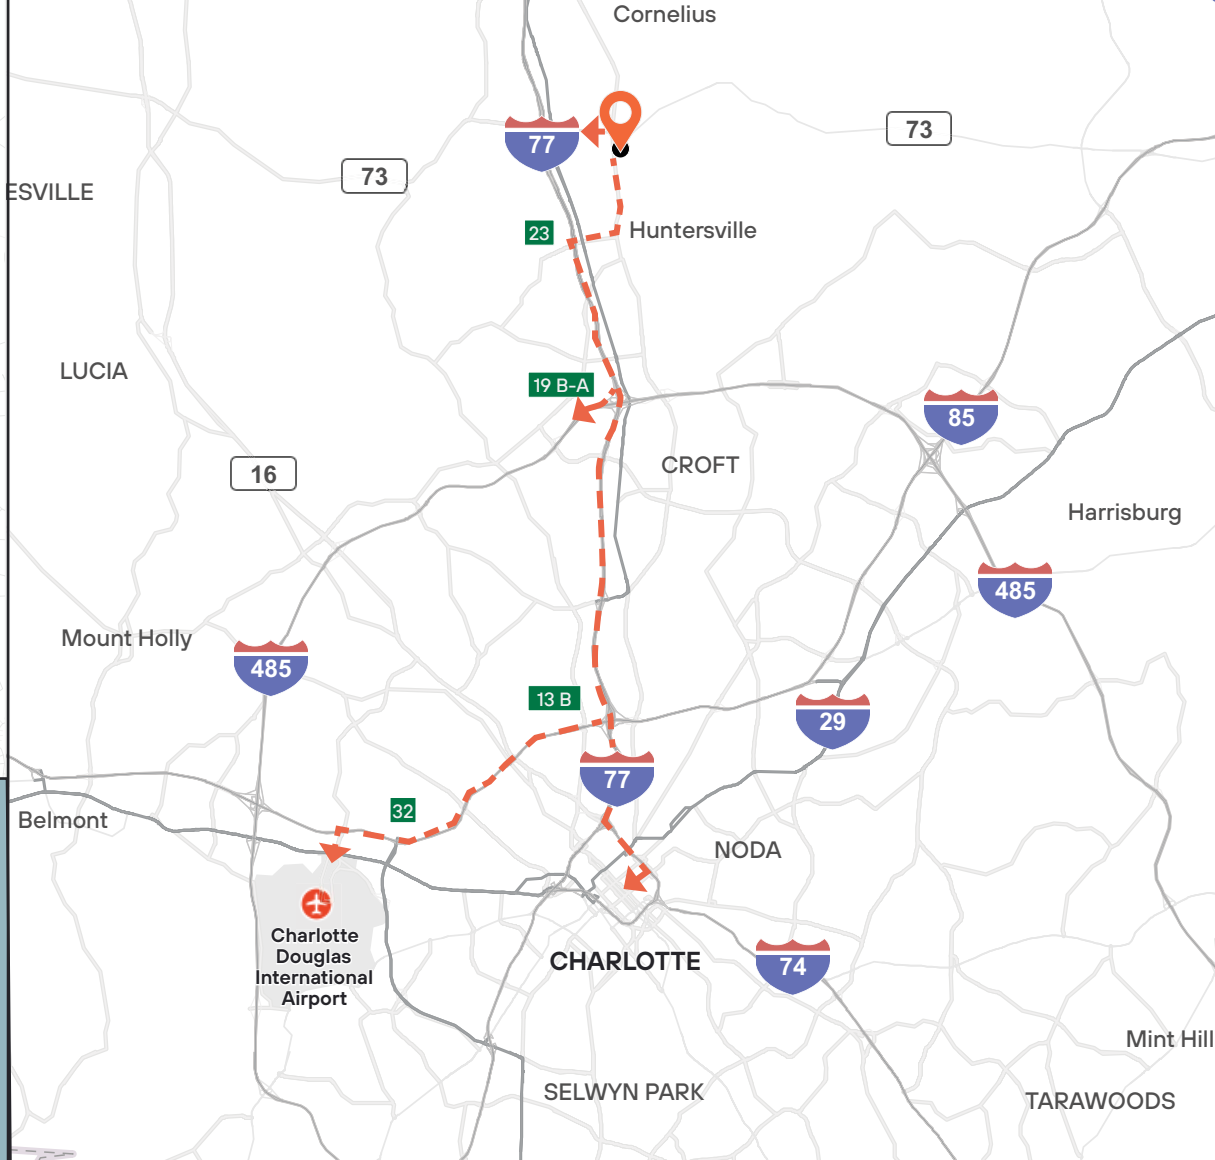 Cornelius
77
73
73
ESVILLE
23
Huntersville
LUCIA
19 B-A
85
16
CROFT
Harrisburg
485
Mount Holly
485
13 B
29
77
32
Belmont
NODA
Charlotte
Douglas
International
Airport
CHARLOTTE
74
Mint Hill
SELWYN PARK
TARAWOODS